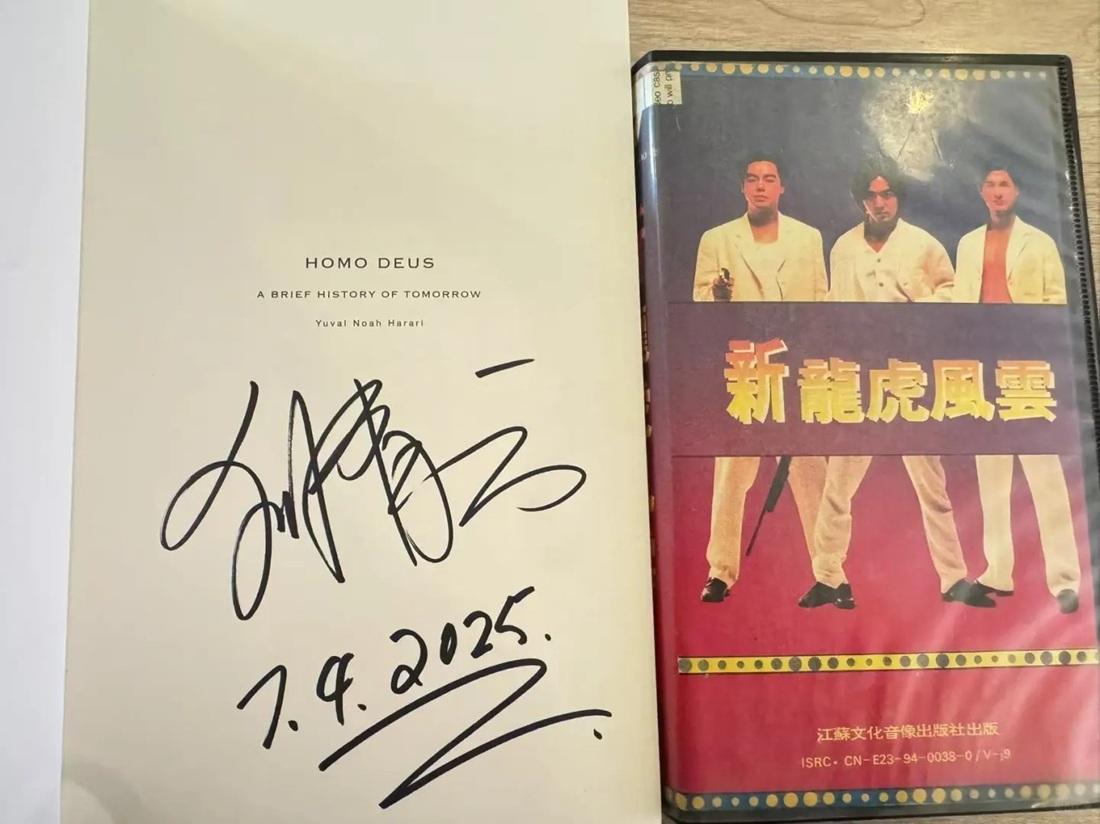 HOMO DEUS
A BRIEF HISTORY OF TOMORROW
Yuval Noah Harari
7.4.2025.
新龍虎風雲
江蘇文化音像出版社出版
ISRC· CN-E23-94-0038-0/V·j9